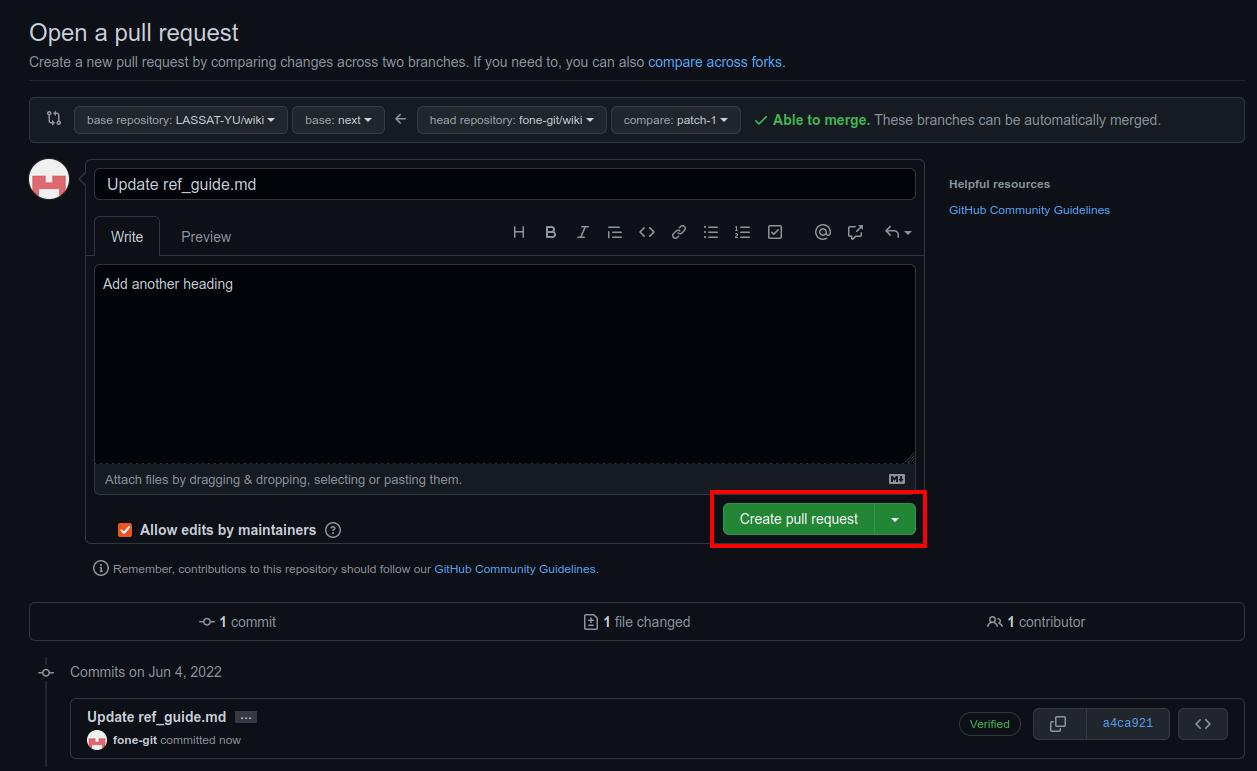 Open a pull request
Create a new pull request by comparing changes across two branches. If you need to, you can also compare across forks.
base repository: LASSAT-YU/wiki base: next head repository: fone-git/wiki compare: patch-1 Able to merge. These branches can be automatically merged.
Update ref_guide.md
Helpful resources
GitHub Community Guidelines
Write Preview
Add another heading
Attach files by dragging & dropping, selecting or pasting them.
Create pull request
Allow edits by maintainers
Remember, contributions to this repository should follow our GitHub Community Guidelines.
1 commit 1 file changed 1 contributor
Commits on Jun 4, 2022
Update ref_guide.md ...
fone-git committed now
Verified a4ca921